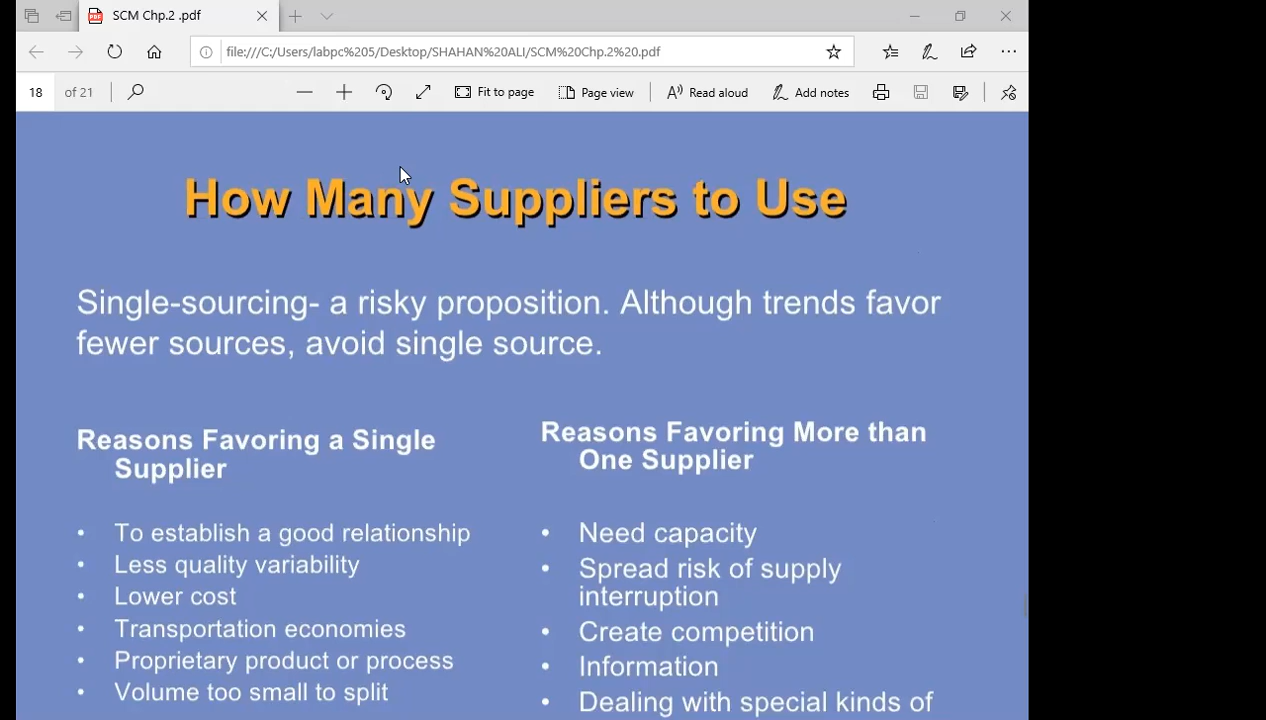 SCM Chp.2 .pdf
file:///C:/Users/labpc%205/Desktop/SHAHAN%20ALI/SCM%20Chp.2%20.pdf
18 of 21 Fit to page Page view Read aloud Add notes
How Many Suppliers to Use
Single-sourcing- a risky proposition. Although trends favor
fewer sources, avoid single source.
Reasons Favoring a Single
Supplier
• To establish a good relationship
• Less quality variability
• Lower cost
• Transportation economies
• Proprietary product or process
• Volume too small to split
Reasons Favoring More than
One Supplier
• Need capacity
• Spread risk of supply
interruption
• Create competition
• Information
• Dealing with special kinds of